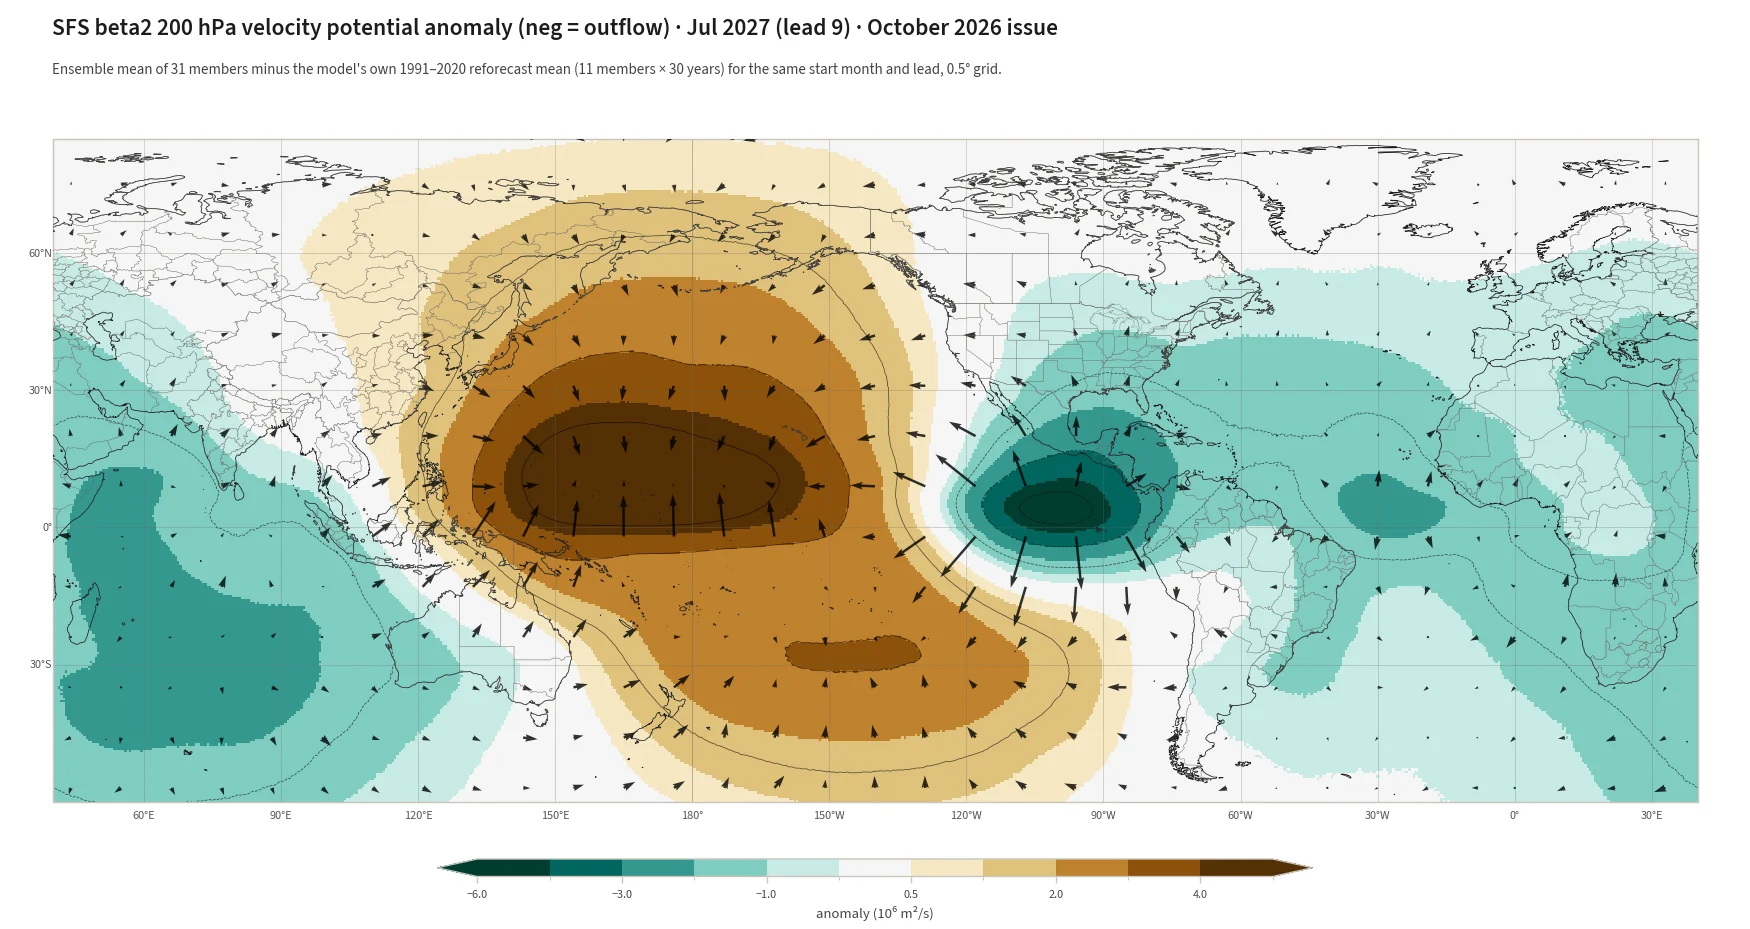 SFS beta2 200 hPa velocity potential anomaly (neg = outflow) · Jul 2027 (lead 9) · October 2026 issue
Ensemble mean of 31 members minus the model's own 1991–2020 reforecast mean (11 members × 30 years) for the same start month and lead, 0.5° grid.
60°N
30°N
0°
30°S
60°E 90°E 120°E 150°E 180° 150°W 120°W 90°W 60°W 30°W 0° 30°E
−6.0 −3.0 −1.0 0.5 2.0 4.0
anomaly (10⁶ m²/s)